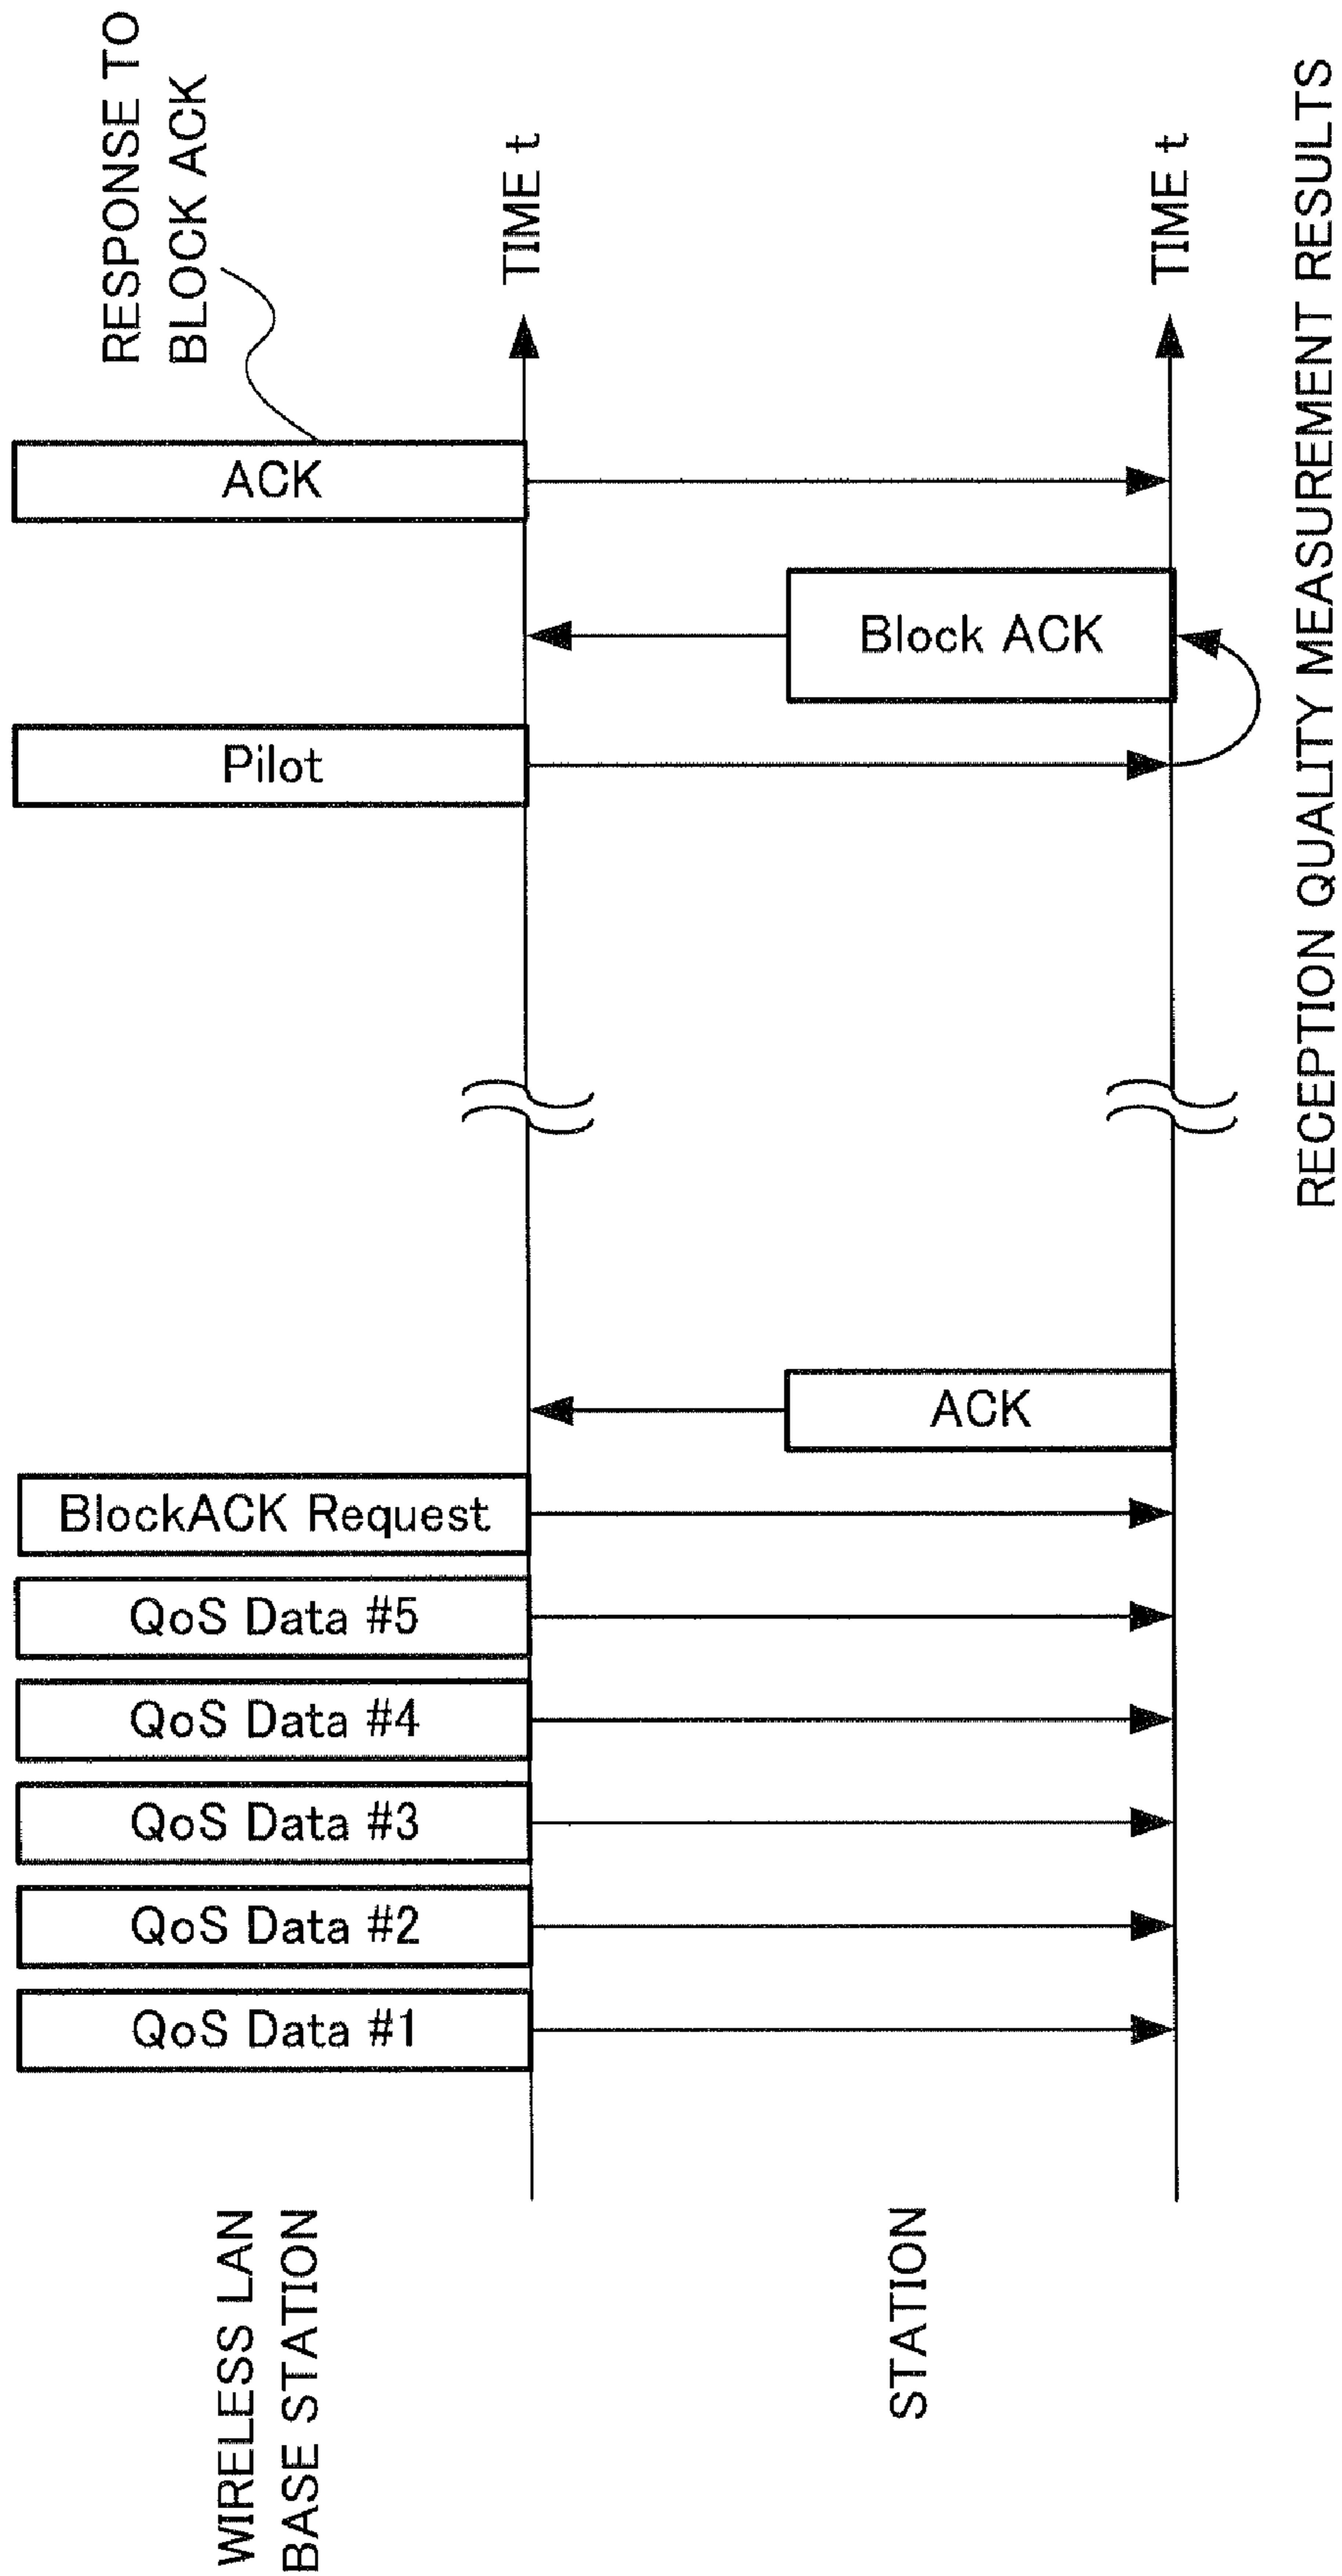 WIRELESS LAN
BASE STATION
QoS Data #1
QoS Data #2
QoS Data #3
QoS Data #4
QoS Data #5
BlockACK Request
Pilot
ACK
RESPONSE TO
BLOCK ACK
TIME t
STATION
ACK
Block ACK
TIME t
RECEPTION QUALITY MEASUREMENT RESULTS